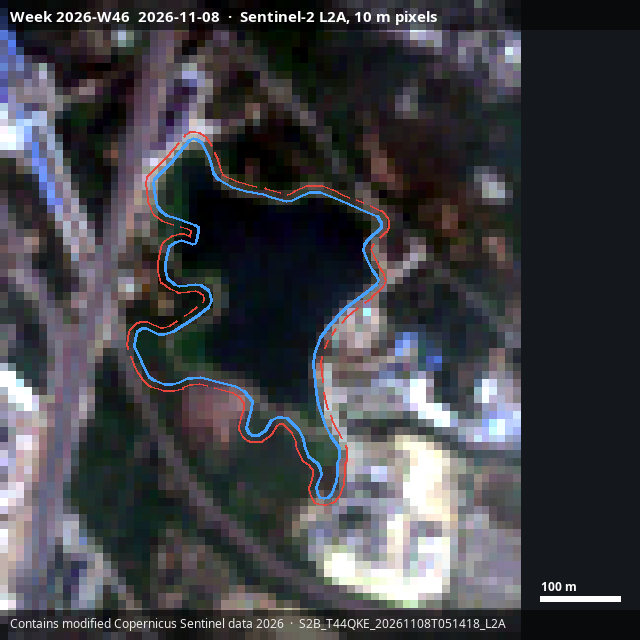 Week 2026-W46  2026-11-08  ·  Sentinel-2 L2A, 10 m pixels
100 m
Contains modified Copernicus Sentinel data 2026  ·  S2B_T44QKE_20261108T051418_L2A